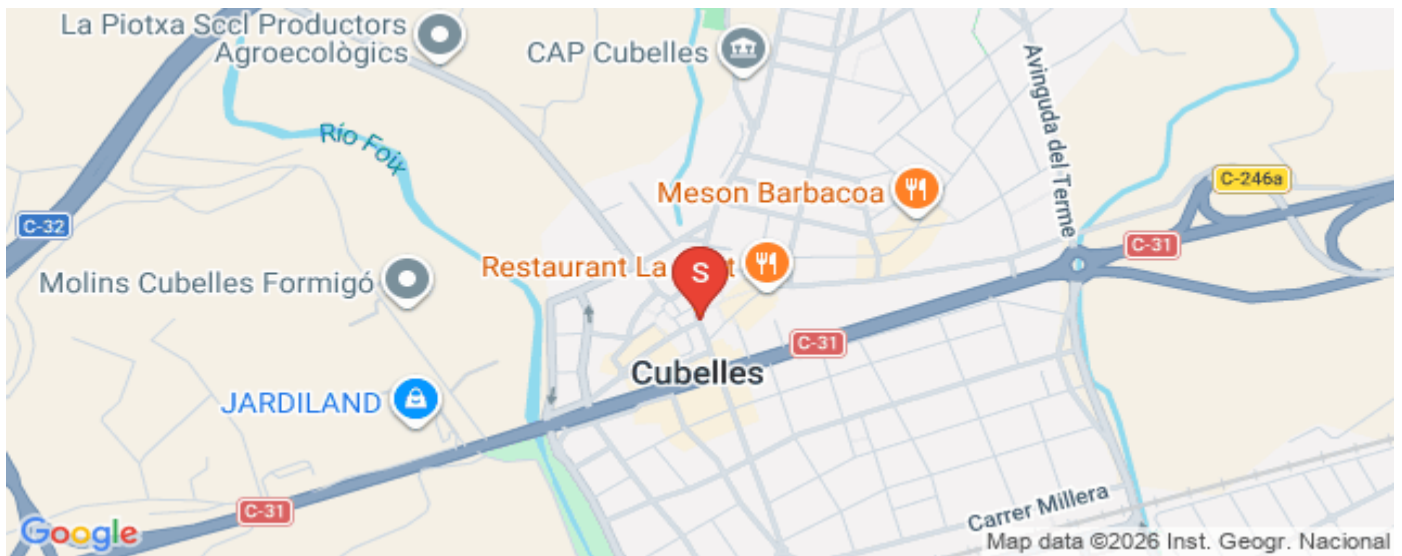 La Piotxa Sccl Productors
Agroecològics
CAP Cubelles
Avinguda del Terme
Río Foix
C-246a
Meson Barbacoa
C-32
C-31
Restaurant La
t
S
Molins Cubelles Formigó
C-31
Cubelles
JARDILAND
C-31
Carrer Millera
Google
Map data ©2026 Inst. Geogr. Nacional